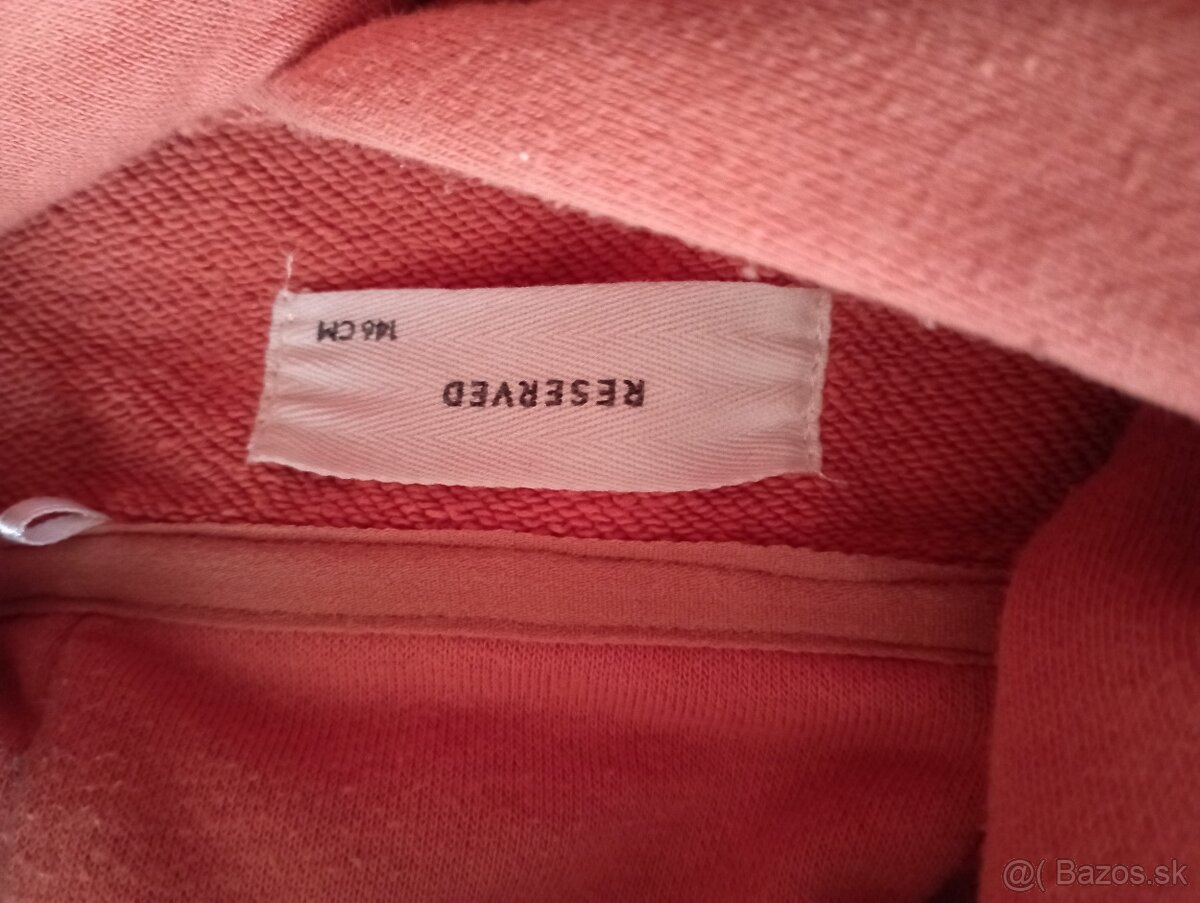 RESERVED
146 CM
@( Bazos.sk